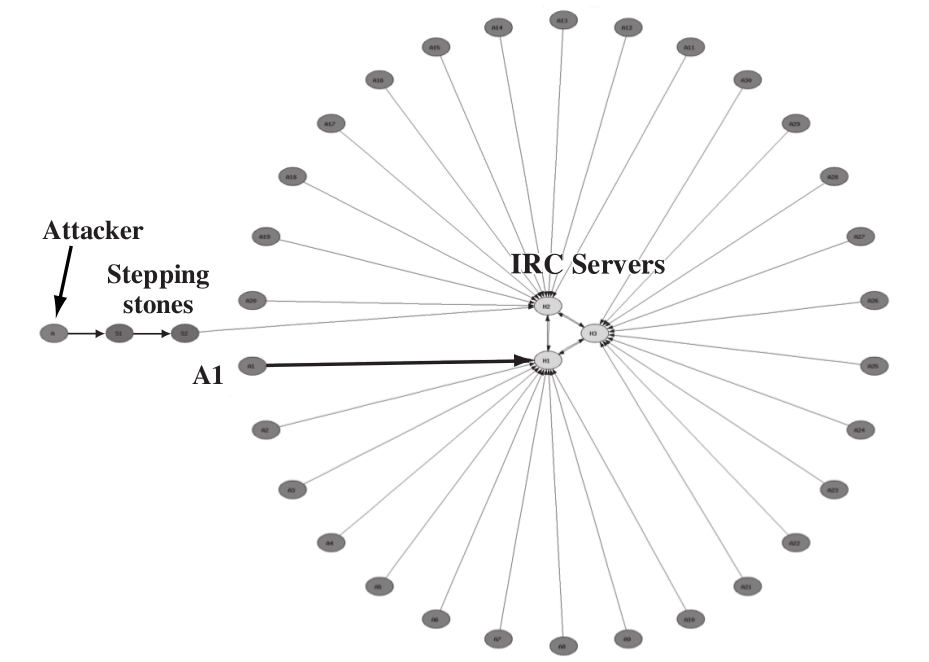 A13
A14
A12
A15
A11
A16
A30
A17
A29
A18
A28
Attacker
A19
A27
Stepping
stones
IRC Servers
A20
A26
H2
A
S1
S2
H3
H1
A1
A25
A1
A2
A24
A3
A23
A4
A22
A5
A21
A6
A10
A7
A9
A8